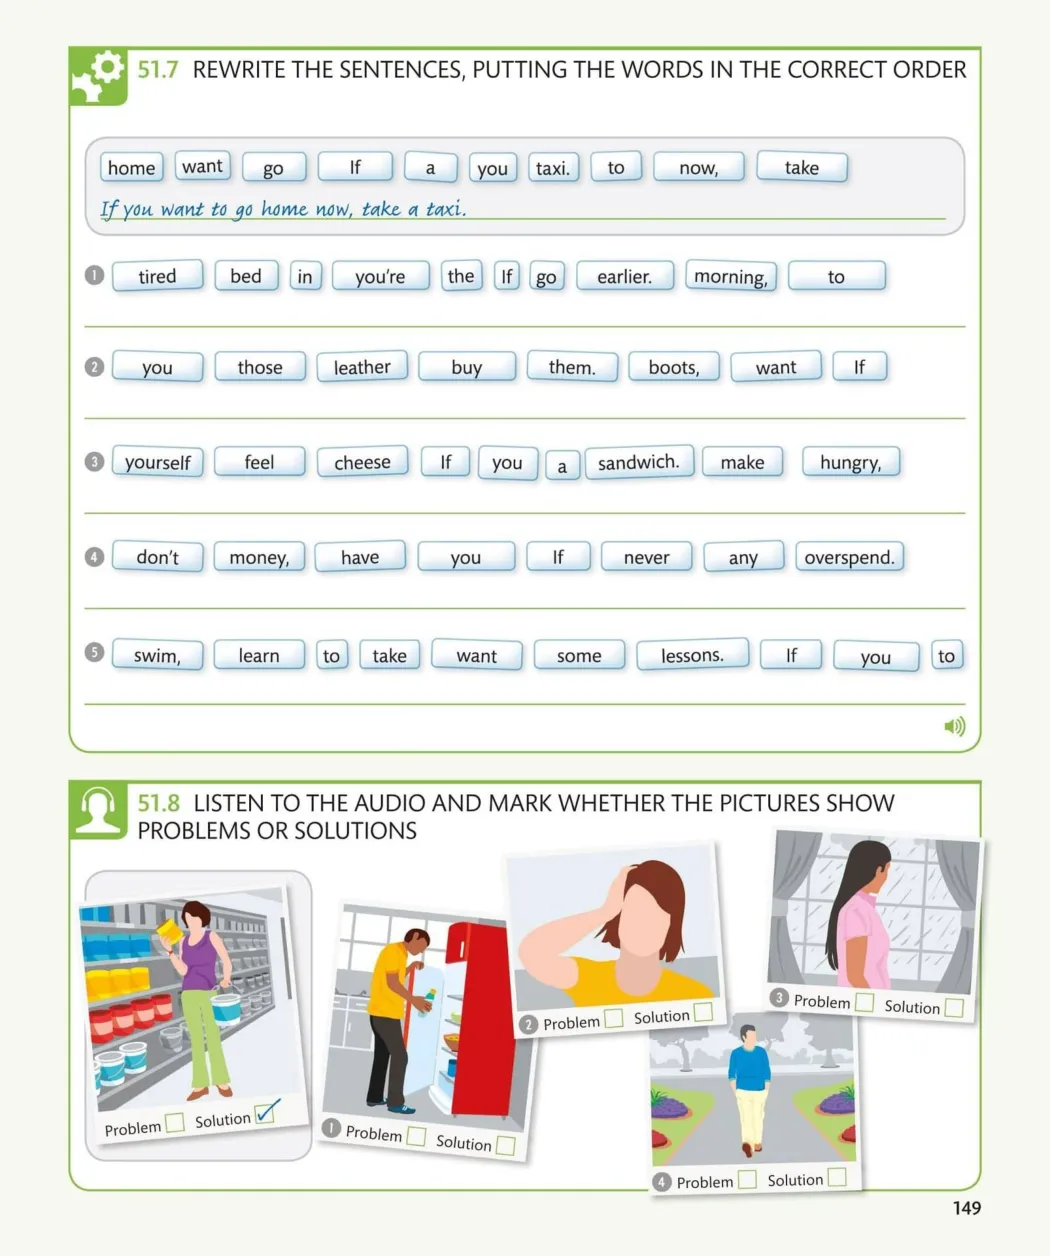 51.7 REWRITE THE SENTENCES, PUTTING THE WORDS IN THE CORRECT ORDER
home want go If a you taxi. to now, take
If you want to go home now, take a taxi.
1 tired bed in you're the If go earlier. morning, to
2 you those leather buy them. boots, want If
3 yourself feel cheese If you a sandwich. make hungry,
4 don't money, have you If never any overspend.
5 swim, learn to take want some lessons. If you to
51.8 LISTEN TO THE AUDIO AND MARK WHETHER THE PICTURES SHOW
PROBLEMS OR SOLUTIONS
Problem Solution
1 Problem Solution
2 Problem Solution
3 Problem Solution
4 Problem Solution
149